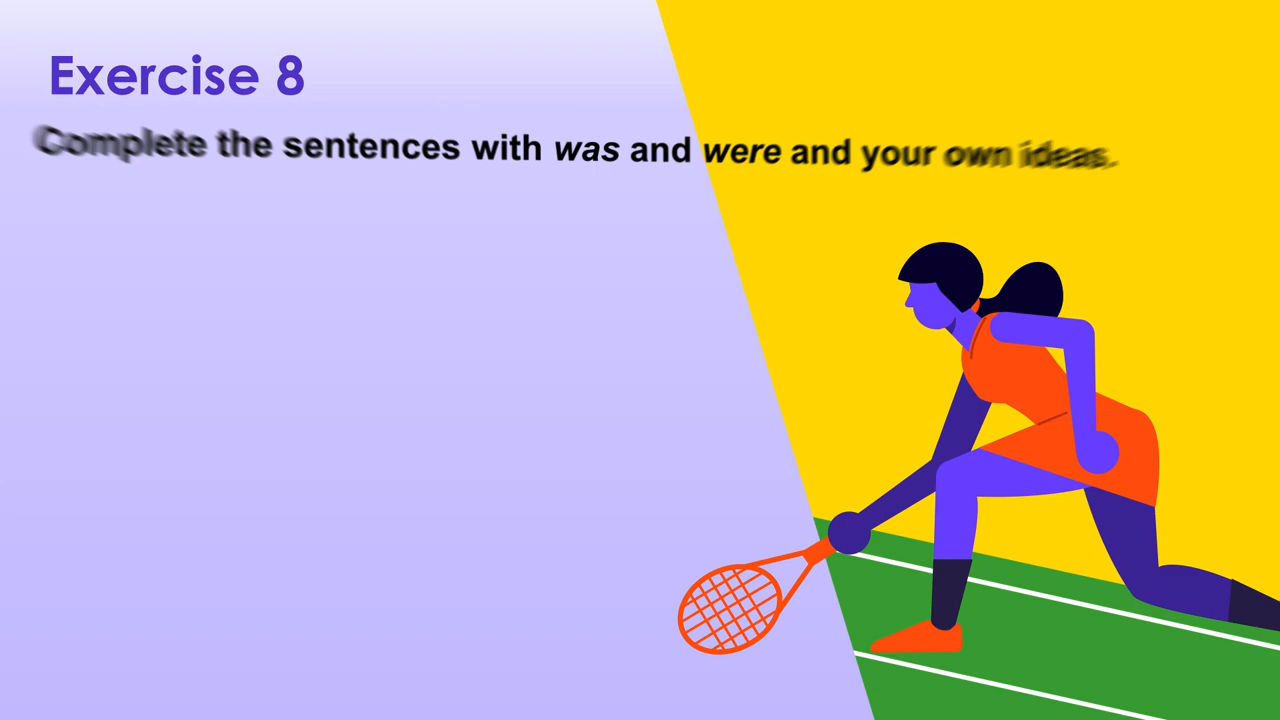 Exercise 8
Complete the sentences with was and were and your own ideas.